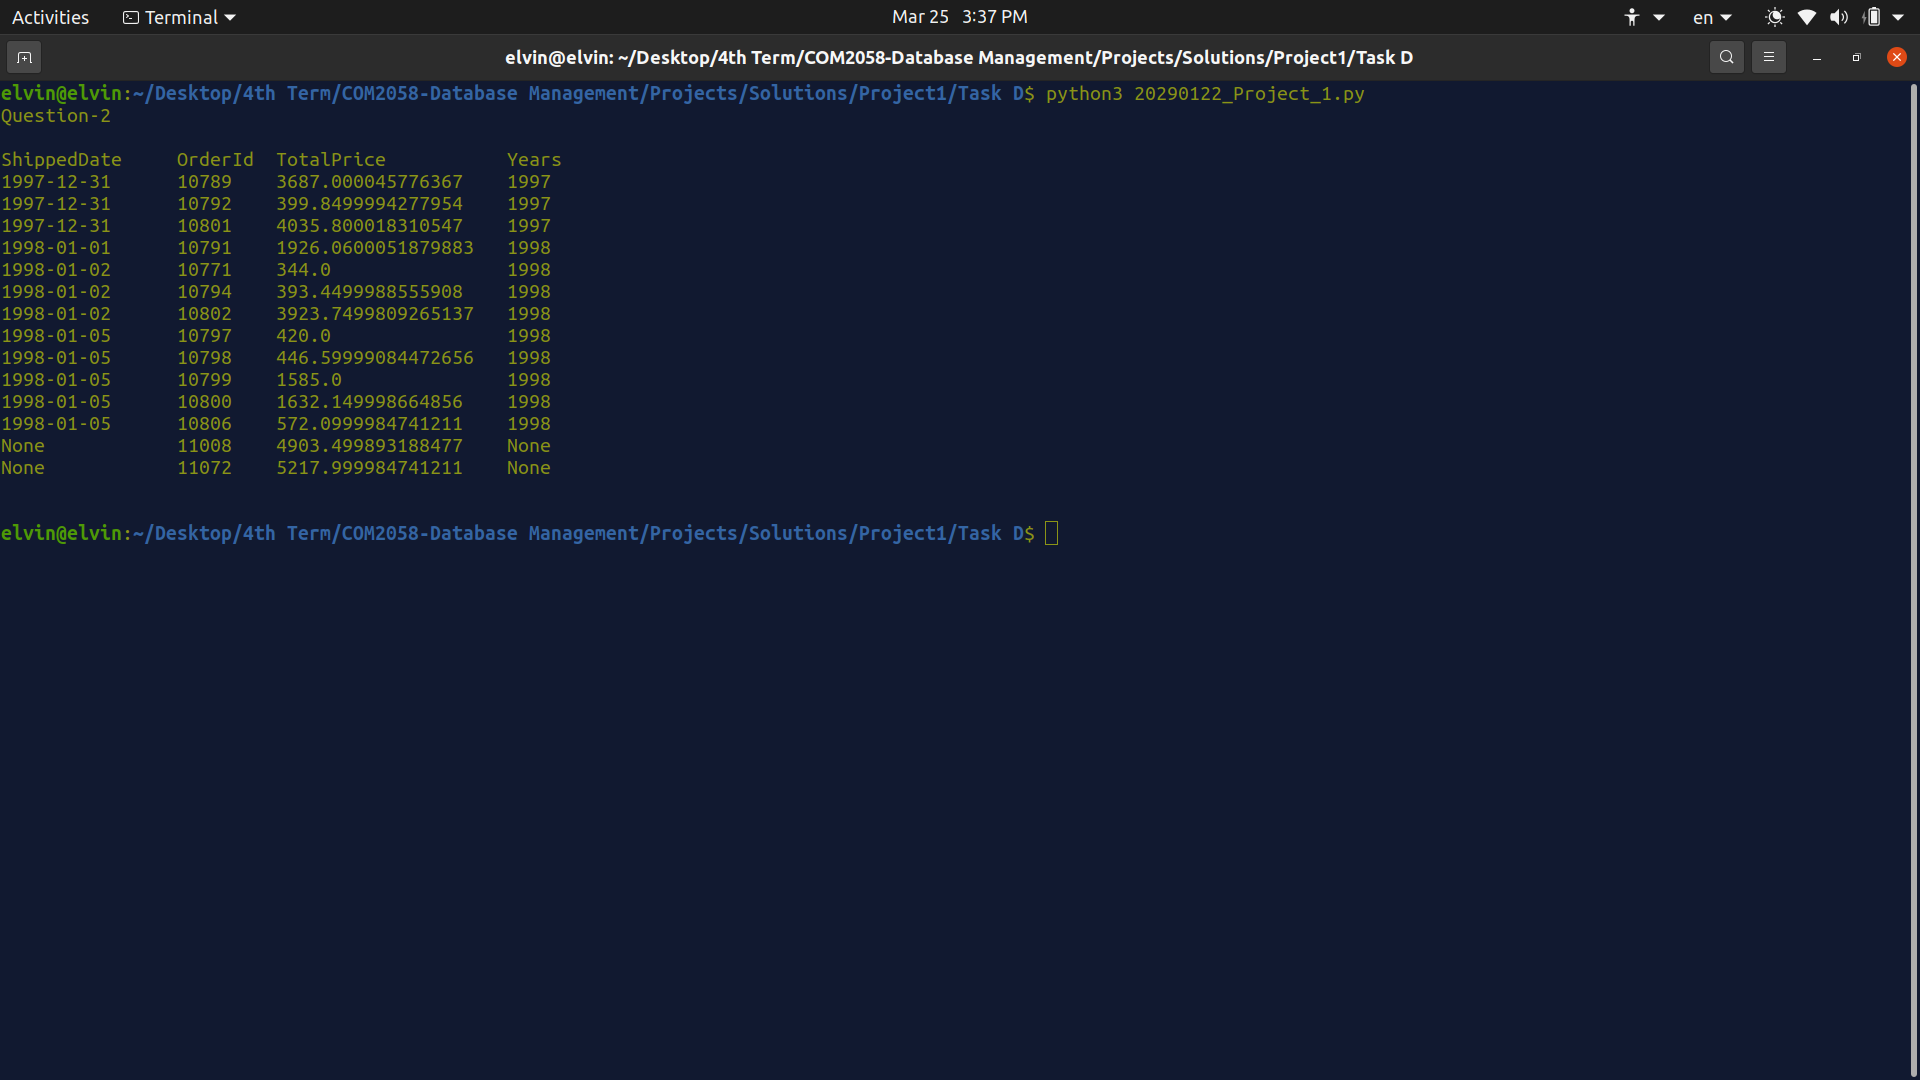 Activities Terminal Mar 25 3:37 PM en
elvin@elvin: ~/Desktop/4th Term/COM2058-Database Management/Projects/Solutions/Project1/Task D
elvin@elvin:~/Desktop/4th Term/COM2058-Database Management/Projects/Solutions/Project1/Task D$ python3 20290122_Project_1.py
Question-2
ShippedDate OrderId TotalPrice Years
1997-12-31 10789 3687.000045776367 1997
1997-12-31 10792 399.8499994277954 1997
1997-12-31 10801 4035.800018310547 1997
1998-01-01 10791 1926.0600051879883 1998
1998-01-02 10771 344.0 1998
1998-01-02 10794 393.4499988555908 1998
1998-01-02 10802 3923.7499809265137 1998
1998-01-05 10797 420.0 1998
1998-01-05 10798 446.59999084472656 1998
1998-01-05 10799 1585.0 1998
1998-01-05 10800 1632.149998664856 1998
1998-01-05 10806 572.0999984741211 1998
None 11008 4903.499893188477 None
None 11072 5217.999984741211 None
elvin@elvin:~/Desktop/4th Term/COM2058-Database Management/Projects/Solutions/Project1/Task D$